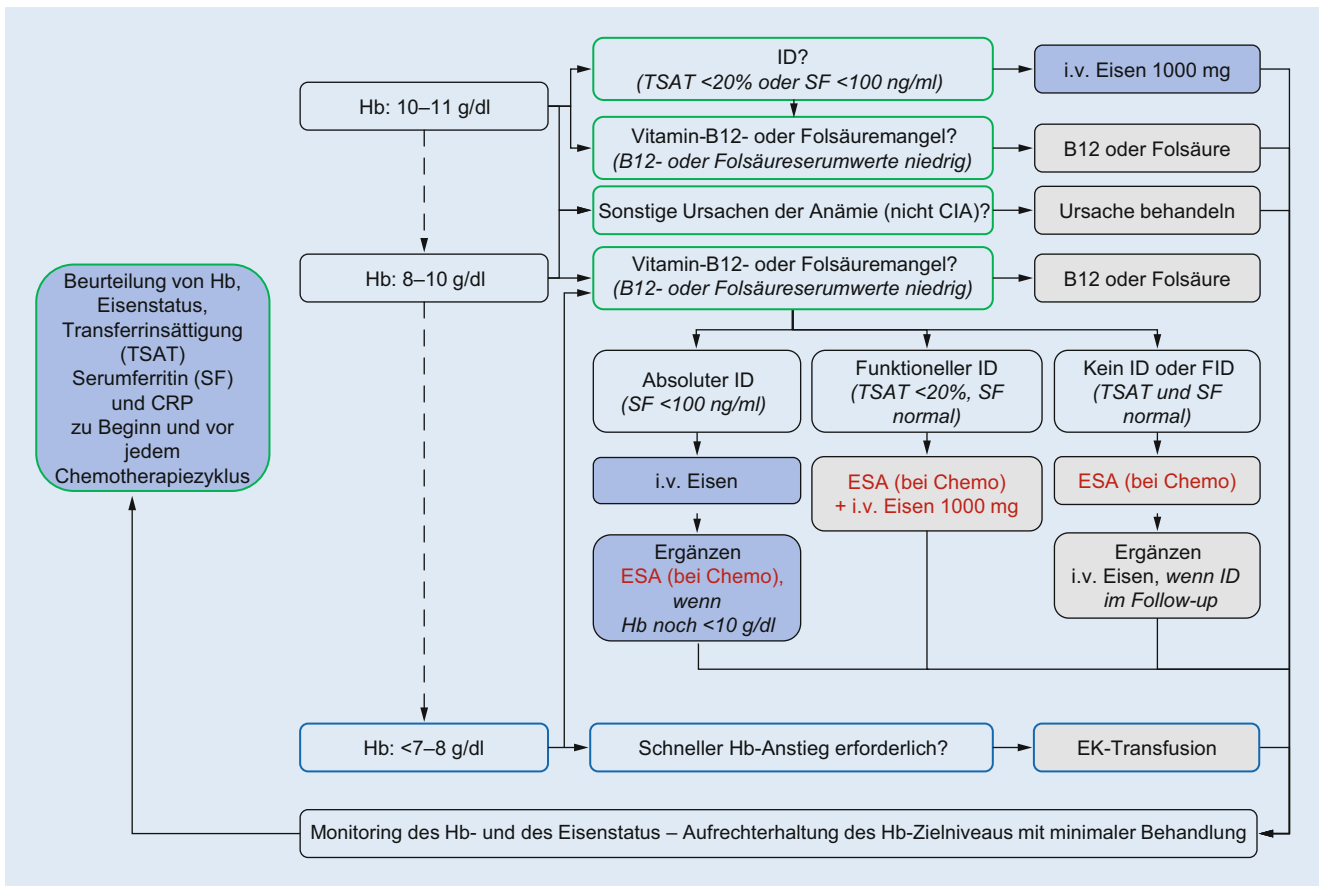 ID?
(TSAT <20% oder SF <100 ng/ml)
i.v. Eisen 1000 mg
Hb: 10–11 g/dl
Vitamin-B12- oder Folsäuremangel?
(B12- oder Folsäureserumwerte niedrig)
B12 oder Folsäure
Sonstige Ursachen der Anämie (nicht CIA)?
Ursache behandeln
Hb: 8–10 g/dl
Vitamin-B12- oder Folsäuremangel?
(B12- oder Folsäureserumwerte niedrig)
B12 oder Folsäure
Beurteilung von Hb,
Eisenstatus,
Transferrinsättigung
(TSAT)
Serumferritin (SF)
und CRP
zu Beginn und vor
jedem
Chemotherapiezyklus
Absoluter ID
(SF <100 ng/ml)
Funktioneller ID
(TSAT <20%, SF
normal)
Kein ID oder FID
(TSAT und SF
normal)
i.v. Eisen
ESA (bei Chemo)
+ i.v. Eisen 1000 mg
ESA (bei Chemo)
Ergänzen
ESA (bei Chemo),
wenn
Hb noch <10 g/dl
Ergänzen
i.v. Eisen, wenn ID
im Follow-up
Hb: <7–8 g/dl
Schneller Hb-Anstieg erforderlich?
EK-Transfusion
Monitoring des Hb- und des Eisenstatus – Aufrechterhaltung des Hb-Zielniveaus mit minimaler Behandlung